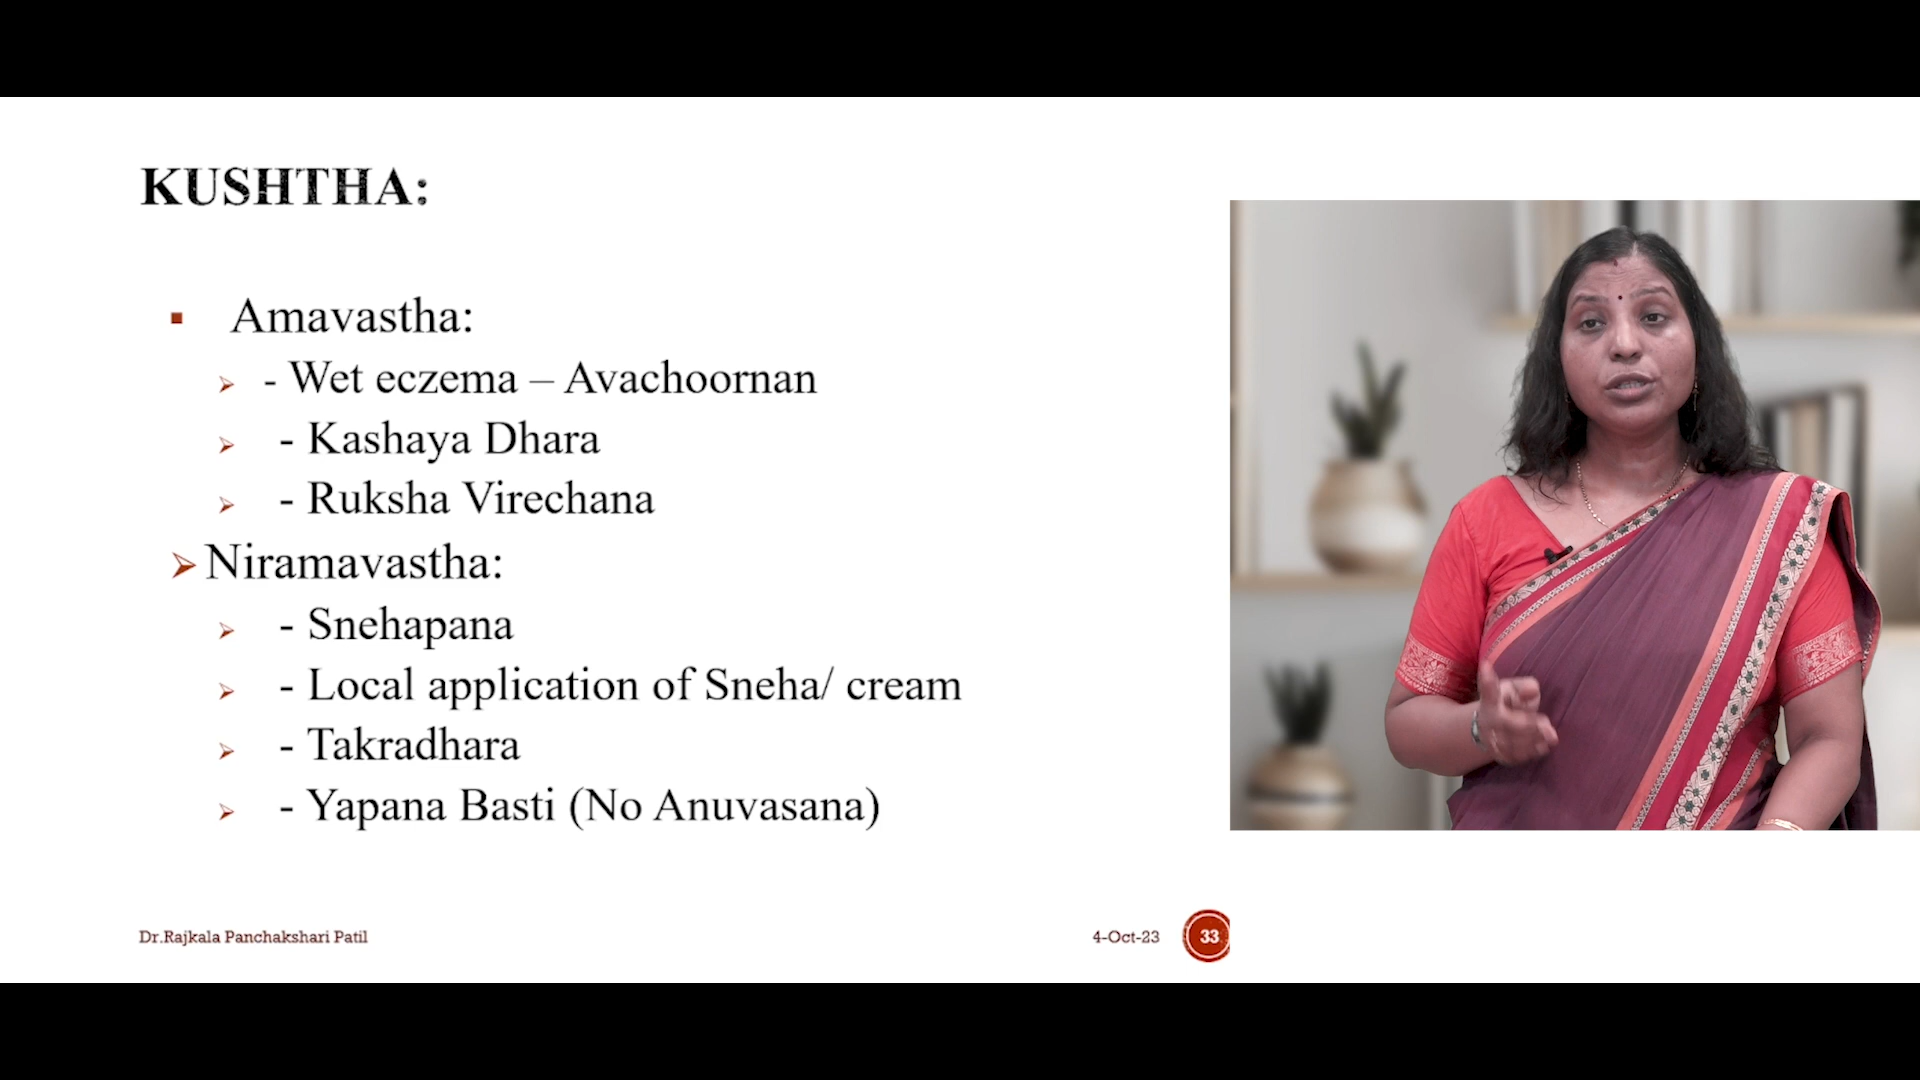 KUSHTHA:
Amavastha:
- Wet eczema – Avachoornan
- Kashaya Dhara
- Ruksha Virechana
Niramavastha:
- Snehapana
- Local application of Sneha/ cream
- Takradhara
- Yapana Basti (No Anuvasana)
Dr.Rajkala Panchakshari Patil
4-Oct-23
33